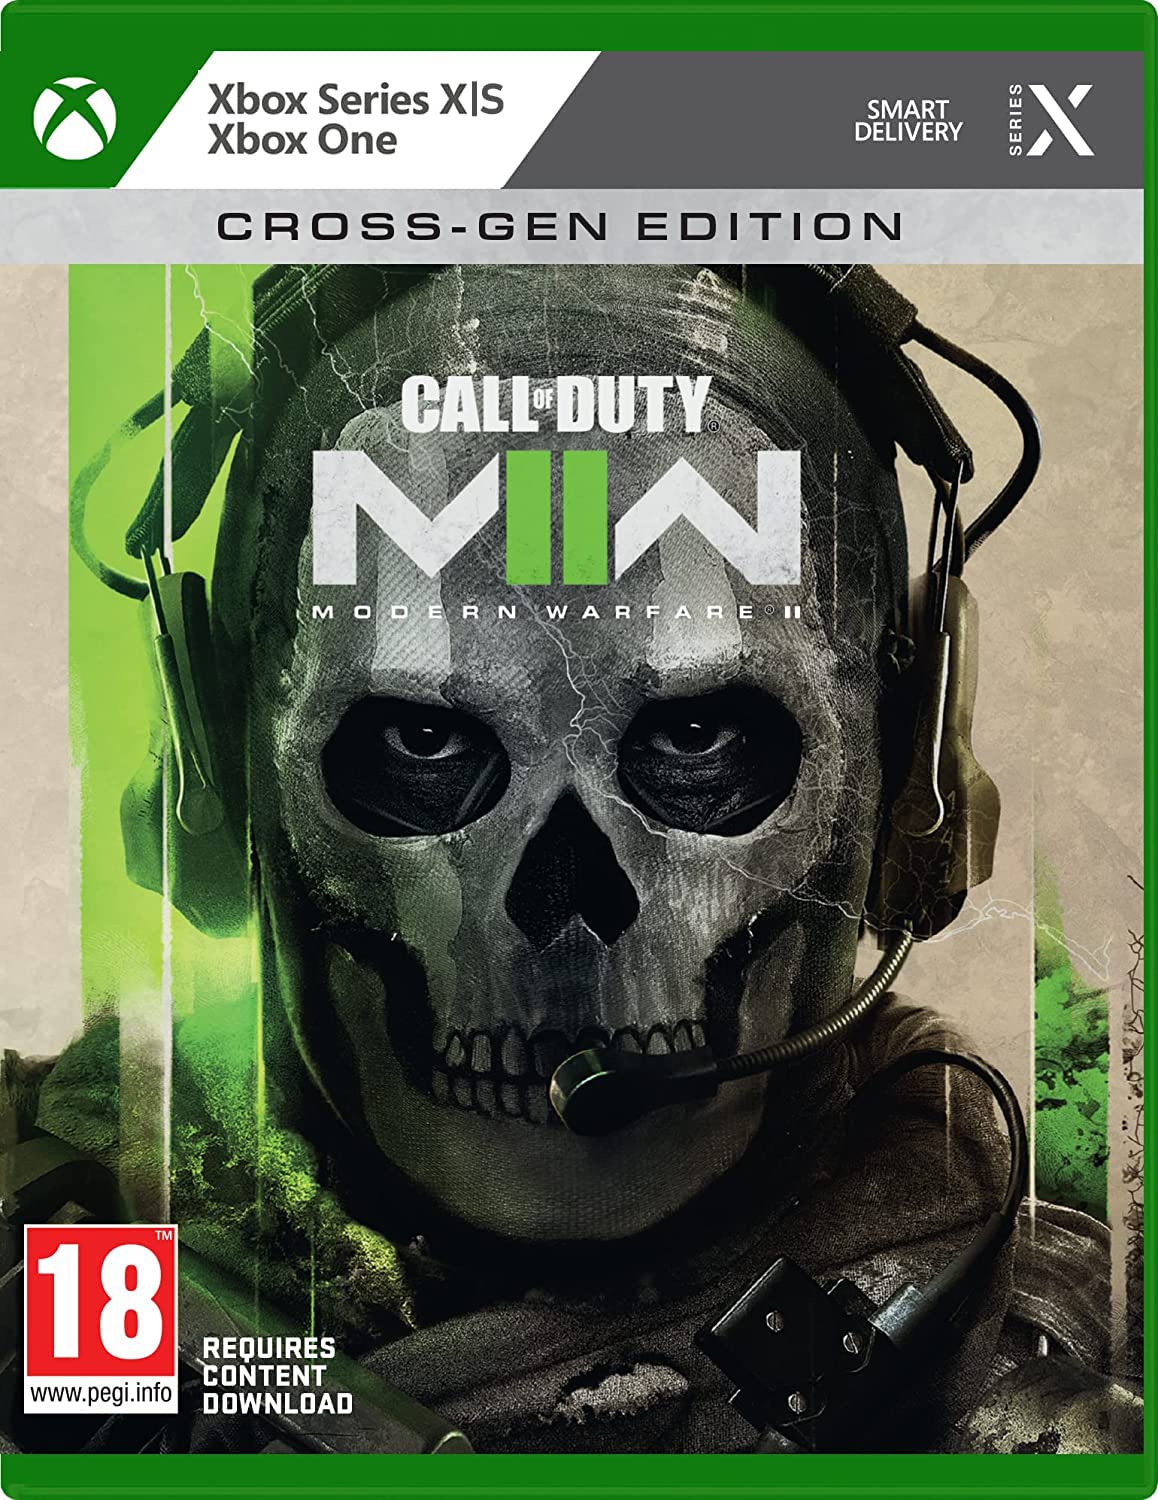 Xbox Series X|S
Xbox One
SMART
DELIVERY
SERIES
X
CROSS-GEN EDITION
CALL OF DUTY®
MIIW
MODERN WARFARE® II
18™
www.pegi.info
REQUIRES
CONTENT
DOWNLOAD